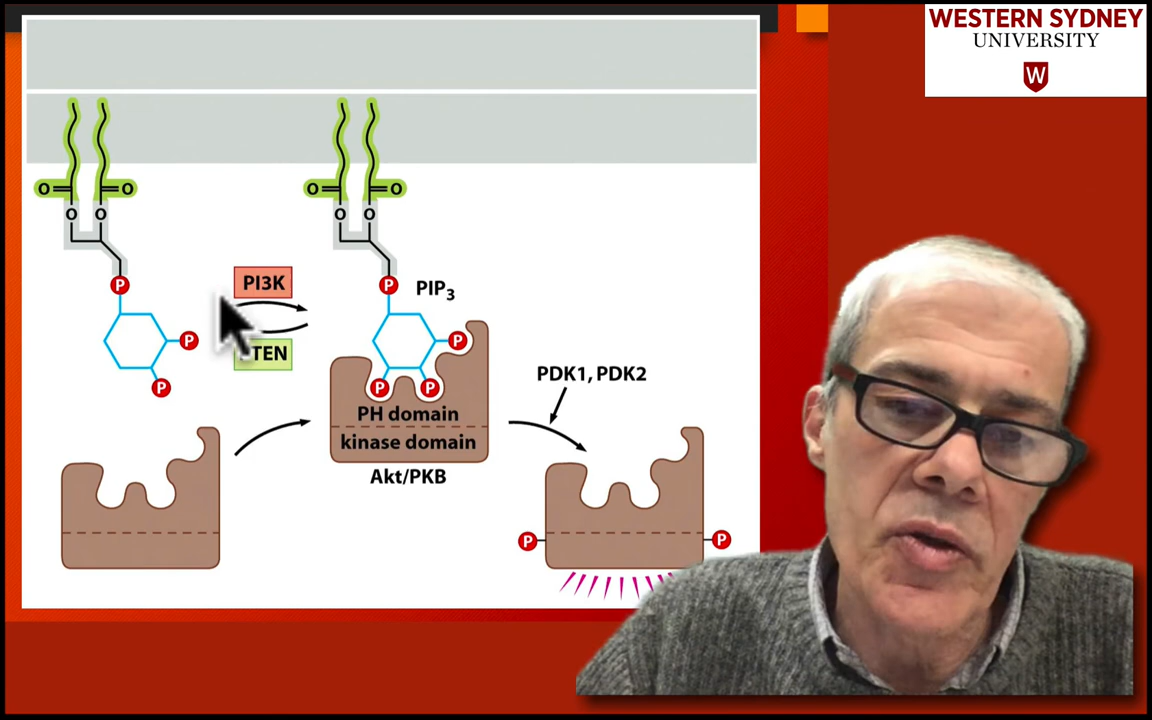 WESTERN SYDNEY
UNIVERSITY
W
O
O
O
O
O
O
O
O
P
P
PI3K
PIP3
P
P
TEN
P
P
P
PDK1, PDK2
PH domain
kinase domain
Akt/PKB
P
P